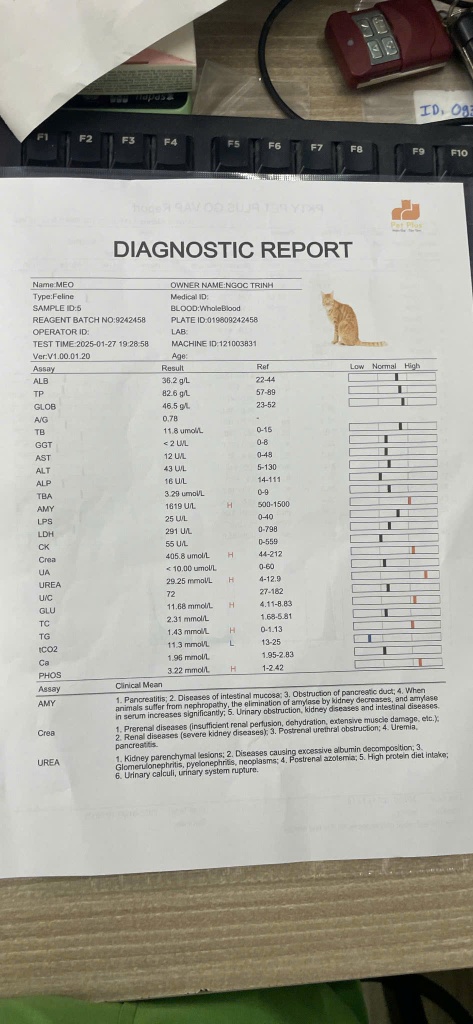 ID. 093
F1 F2 F3 F4 F5 F6 F7 F8 F9 F10
Pet Plus
DIAGNOSTIC REPORT
Name:MEO OWNER NAME:NGOC TRINH
Type:Feline Medical ID:
SAMPLE ID:5 BLOOD:WholeBlood
REAGENT BATCH NO:9242458 PLATE ID:019809242458
OPERATOR ID: LAB:
TEST TIME:2025-01-27 19:28:58 MACHINE ID:121003831
Ver:V1.00.01.20 Age:
Assay Result Ref Low Normal High
ALB 36.2 g/L 22-44
TP 82.6 g/L 57-89
GLOB 46.5 g/L 23-52
A/G 0.78 -
TB 11.8 umol/L 0-15
GGT < 2 U/L 0-8
AST 12 U/L 0-48
ALT 43 U/L 5-130
ALP 16 U/L 14-111
TBA 3.29 umol/L 0-9
AMY 1619 U/L H 500-1500
LPS 25 U/L 0-40
LDH 291 U/L 0-798
CK 55 U/L 0-559
Crea 405.8 umol/L H 44-212
UA < 10.00 umol/L 0-60
UREA 29.25 mmol/L H 4-12.9
U/C 72 27-182
GLU 11.68 mmol/L H 4.11-8.83
TC 2.31 mmol/L 1.68-5.81
TG 1.43 mmol/L H 0-1.13
tCO2 11.3 mmol/L L 13-25
Ca 1.96 mmol/L 1.95-2.83
PHOS 3.22 mmol/L H 1-2.42
Assay Clinical Mean
AMY 1. Pancreatitis; 2. Diseases of intestinal mucosa; 3. Obstruction of pancreatic duct; 4. When
animals suffer from nephropathy, the elimination of amylase by kidney decreases, and amylase
in serum increases significantly; 5. Urinary obstruction, kidney diseases and intestinal diseases.
Crea 1. Prerenal diseases (insufficient renal perfusion, dehydration, extensive muscle damage, etc.);
2. Renal diseases (severe kidney diseases); 3. Postrenal urethral obstruction; 4. Uremia,
pancreatitis.
UREA 1. Kidney parenchymal lesions; 2. Diseases causing excessive albumin decomposition; 3.
Glomerulonephritis, pyelonephritis, neoplasms; 4. Postrenal azotemia; 5. High protein diet intake;
6. Urinary calculi, urinary system rupture.